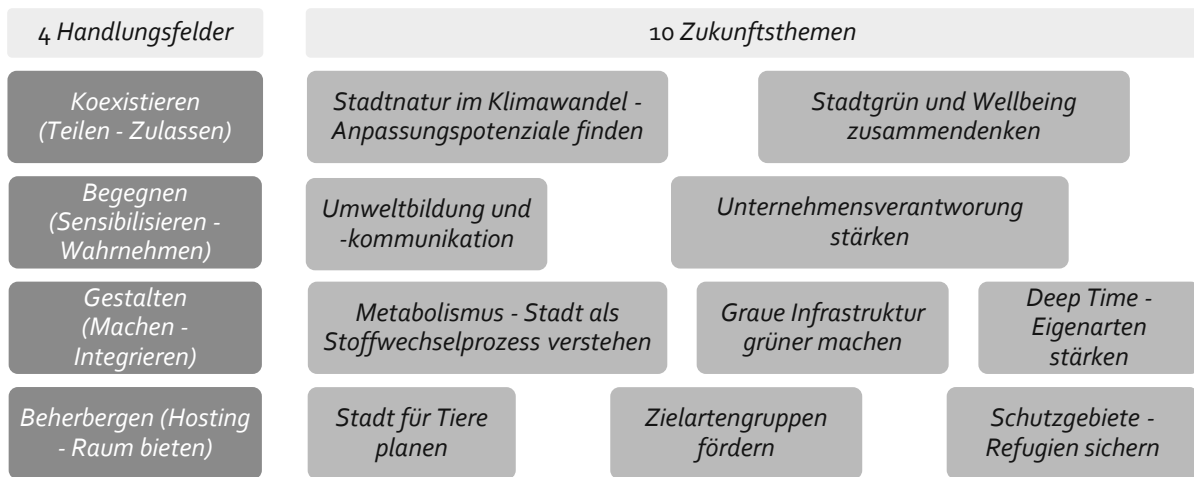 4 Handlungsfelder
10 Zukunftsthemen
Koexistieren
(Teilen - Zulassen)
Stadtnatur im Klimawandel -
Anpassungspotenziale finden
Stadtgrün und Wellbeing
zusammendenken
Begegnen
(Sensibilisieren -
Wahrnehmen)
Umweltbildung und
-kommunikation
Unternehmensverantworung
stärken
Gestalten
(Machen -
Integrieren)
Metabolismus - Stadt als
Stoffwechselprozess verstehen
Graue Infrastruktur
grüner machen
Deep Time -
Eigenarten
stärken
Beherbergen (Hosting
- Raum bieten)
Stadt für Tiere
planen
Zielartengruppen
fördern
Schutzgebiete -
Refugien sichern